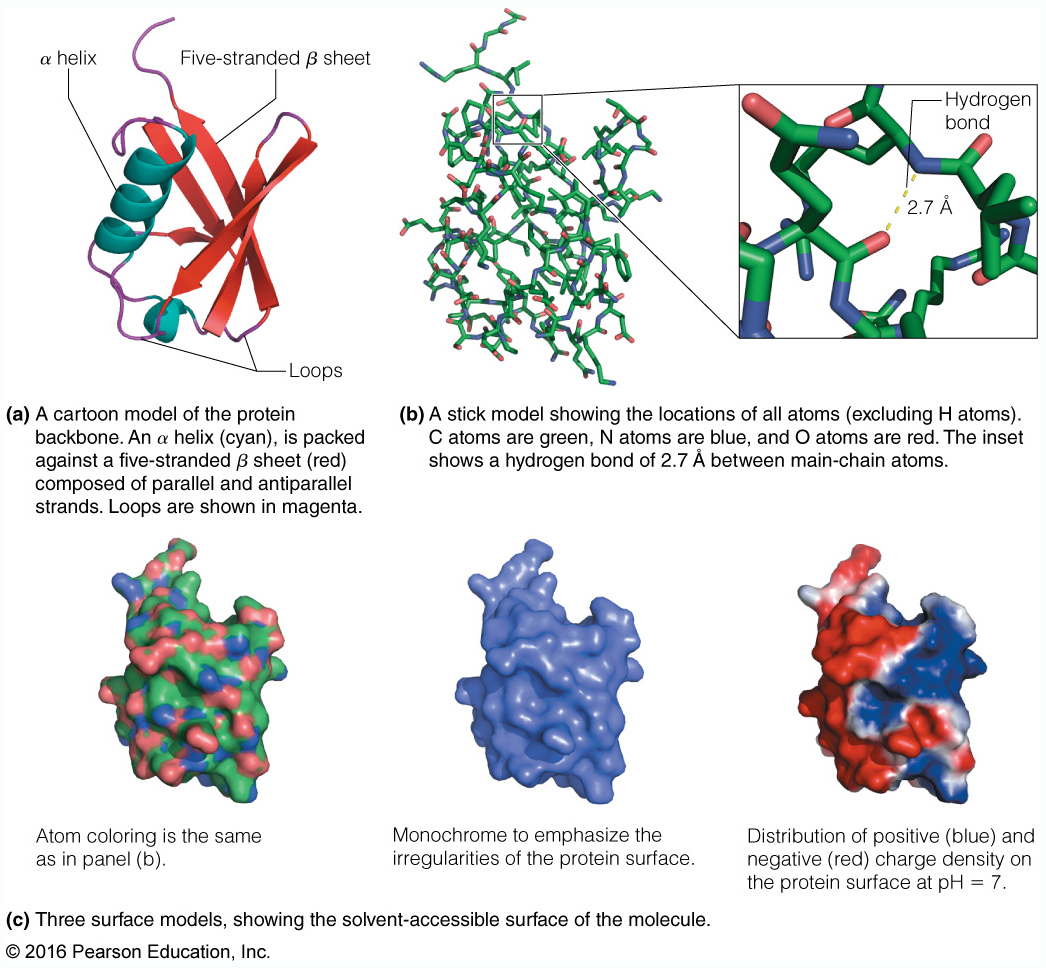 α helix
Five-stranded β sheet
Loops
Hydrogen
bond
2.7 Å
(a) A cartoon model of the protein
backbone. An α helix (cyan), is packed
against a five-stranded β sheet (red)
composed of parallel and antiparallel
strands. Loops are shown in magenta.
(b) A stick model showing the locations of all atoms (excluding H atoms).
C atoms are green, N atoms are blue, and O atoms are red. The inset
shows a hydrogen bond of 2.7 Å between main-chain atoms.
Atom coloring is the same
as in panel (b).
Monochrome to emphasize the
irregularities of the protein surface.
Distribution of positive (blue) and
negative (red) charge density on
the protein surface at pH = 7.
(c) Three surface models, showing the solvent-accessible surface of the molecule.
© 2016 Pearson Education, Inc.